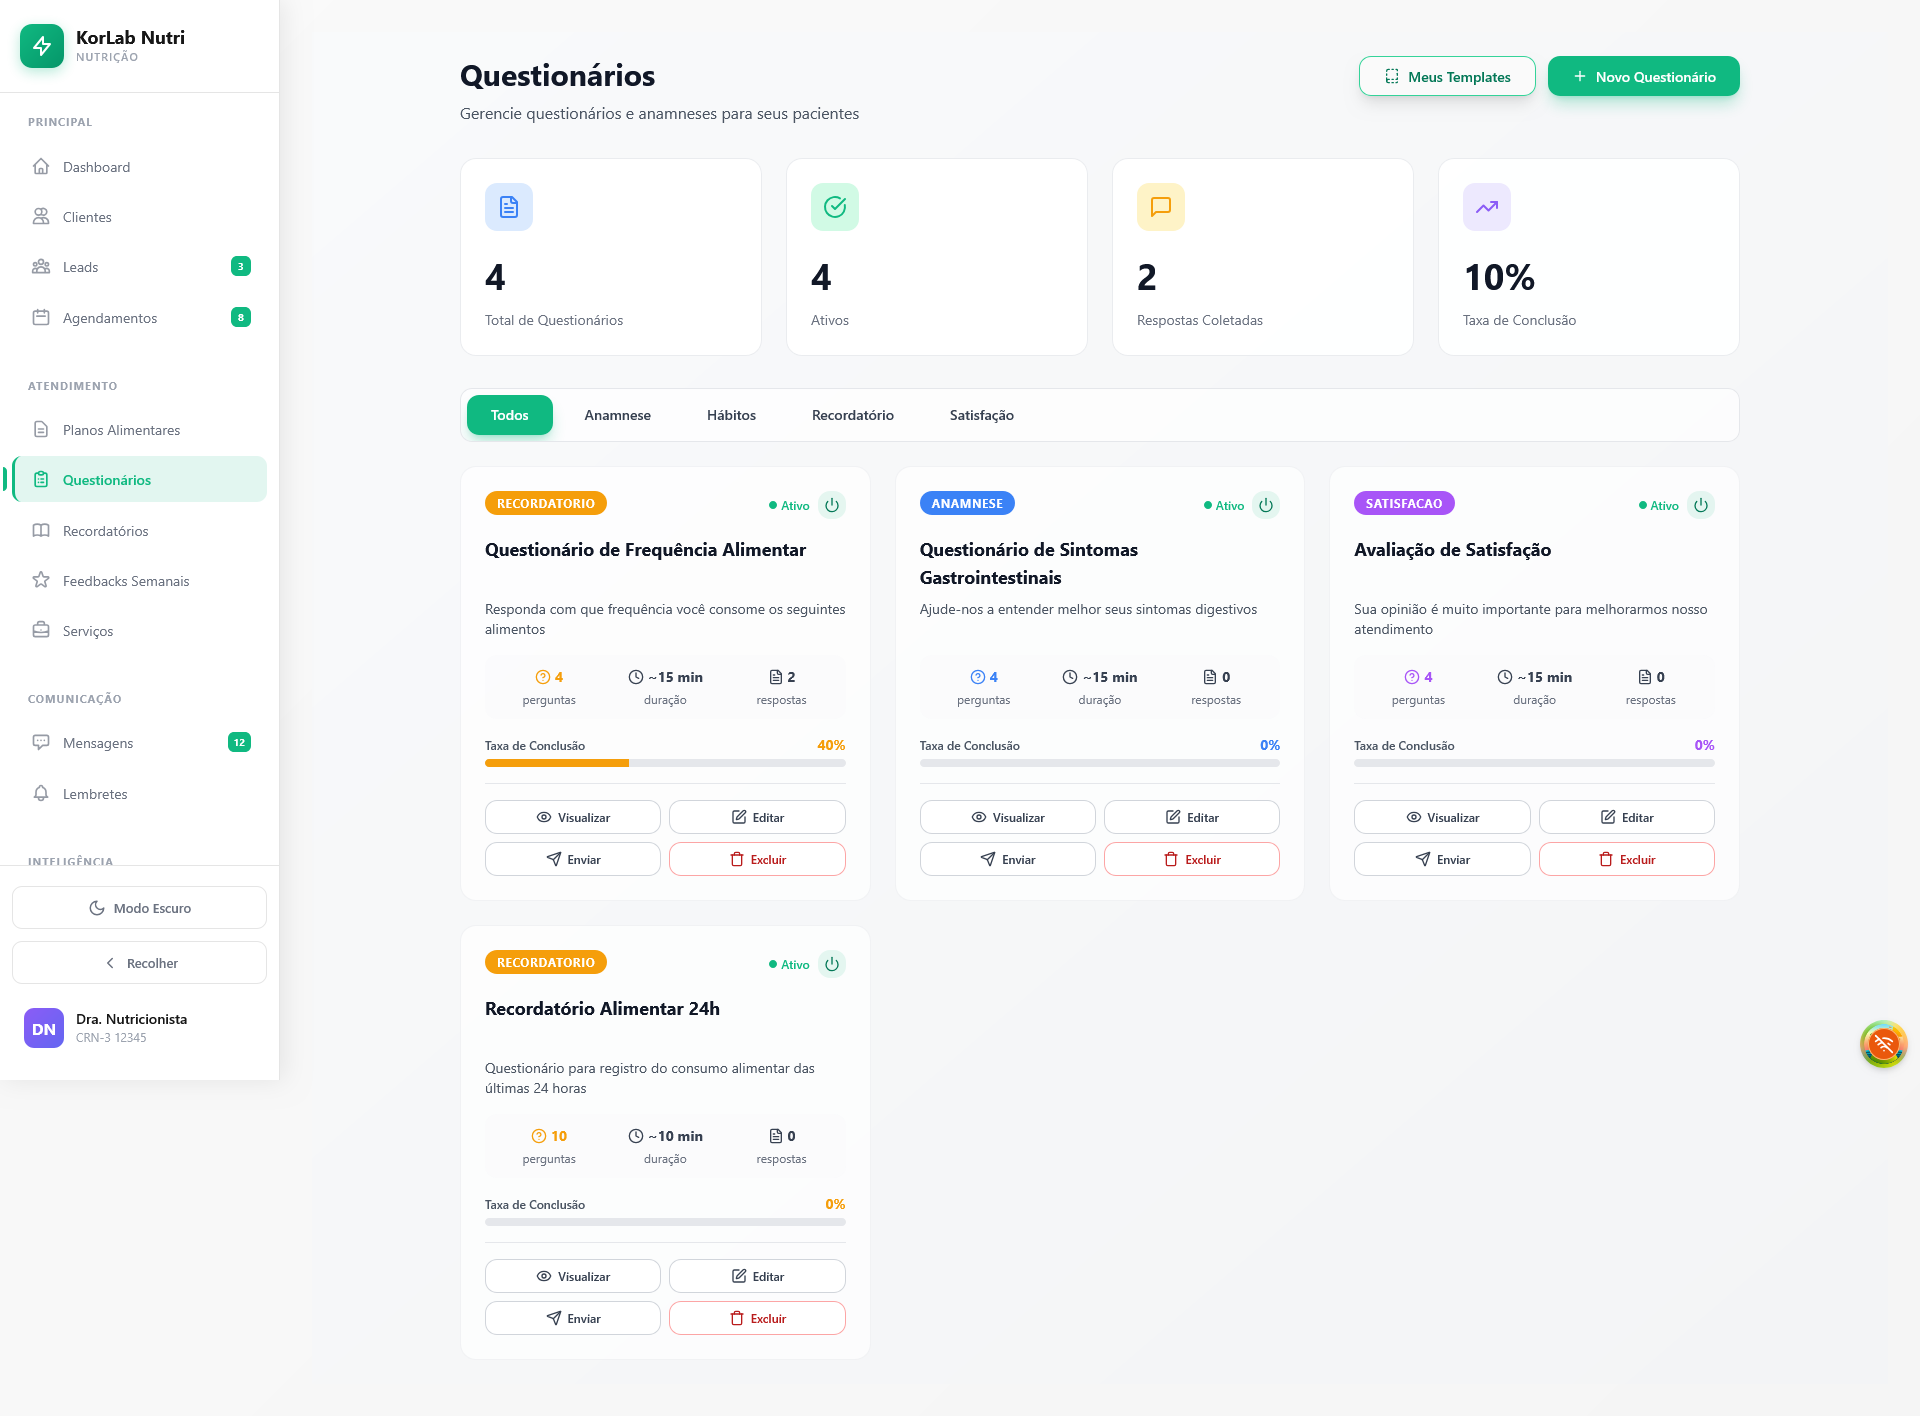 KorLab Nutri
NUTRIÇÃO
PRINCIPAL
Dashboard
Clientes
Leads
3
Agendamentos
8
ATENDIMENTO
Planos Alimentares
Questionários
Recordatórios
Feedbacks Semanais
Serviços
COMUNICAÇÃO
Mensagens
12
Lembretes
INTELIGÊNCIA
Modo Escuro
Recolher
DN
Dra. Nutricionista
CRN-3 12345
Questionários
Gerencie questionários e anamneses para seus pacientes
Meus Templates
Novo Questionário
4
Total de Questionários
4
Ativos
2
Respostas Coletadas
10%
Taxa de Conclusão
Todos
Anamnese
Hábitos
Recordatório
Satisfação
RECORDATORIO
Ativo
Questionário de Frequência Alimentar
Responda com que frequência você consome os seguintes
alimentos
4
perguntas
~15 min
duração
2
respostas
Taxa de Conclusão
40%
Visualizar
Editar
Enviar
Excluir
ANAMNESE
Ativo
Questionário de Sintomas
Gastrointestinais
Ajude-nos a entender melhor seus sintomas digestivos
4
perguntas
~15 min
duração
0
respostas
Taxa de Conclusão
0%
Visualizar
Editar
Enviar
Excluir
SATISFACAO
Ativo
Avaliação de Satisfação
Sua opinião é muito importante para melhorarmos nosso
atendimento
4
perguntas
~15 min
duração
0
respostas
Taxa de Conclusão
0%
Visualizar
Editar
Enviar
Excluir
RECORDATORIO
Ativo
Recordatório Alimentar 24h
Questionário para registro do consumo alimentar das
últimas 24 horas
10
perguntas
~10 min
duração
0
respostas
Taxa de Conclusão
0%
Visualizar
Editar
Enviar
Excluir